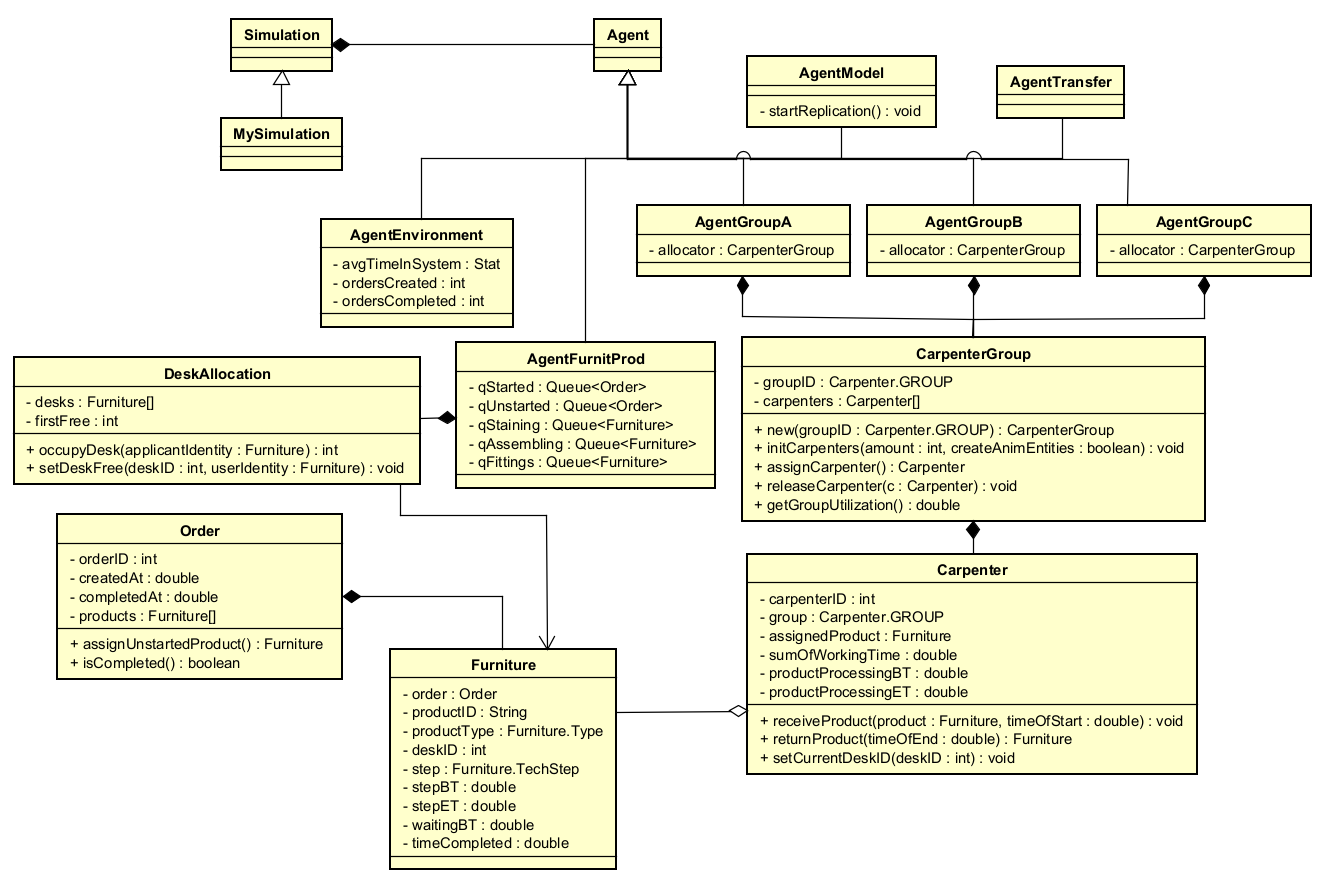 Simulation
Agent
MySimulation
AgentModel
- startReplication() : void
AgentTransfer
AgentEnvironment
- avgTimeInSystem : Stat
- ordersCreated : int
- ordersCompleted : int
AgentGroupA
- allocator : CarpenterGroup
AgentGroupB
- allocator : CarpenterGroup
AgentGroupC
- allocator : CarpenterGroup
DeskAllocation
- desks : Furniture[]
- firstFree : int
+ occupyDesk(applicantIdentity : Furniture) : int
+ setDeskFree(deskID : int, userIdentity : Furniture) : void
AgentFurnitProd
- qStarted : Queue<Order>
- qUnstarted : Queue<Order>
- qStaining : Queue<Furniture>
- qAssembling : Queue<Furniture>
- qFittings : Queue<Furniture>
CarpenterGroup
- groupID : Carpenter.GROUP
- carpenters : Carpenter[]
+ new(groupID : Carpenter.GROUP) : CarpenterGroup
+ initCarpenters(amount : int, createAnimEntities : boolean) : void
+ assignCarpenter() : Carpenter
+ releaseCarpenter(c : Carpenter) : void
+ getGroupUtilization() : double
Order
- orderID : int
- createdAt : double
- completedAt : double
- products : Furniture[]
+ assignUnstartedProduct() : Furniture
+ isCompleted() : boolean
Furniture
- order : Order
- productID : String
- productType : Furniture.Type
- deskID : int
- step : Furniture.TechStep
- stepBT : double
- stepET : double
- waitingBT : double
- timeCompleted : double
Carpenter
- carpenterID : int
- group : Carpenter.GROUP
- assignedProduct : Furniture
- sumOfWorkingTime : double
- productProcessingBT : double
- productProcessingET : double
+ receiveProduct(product : Furniture, timeOfStart : double) : void
+ returnProduct(timeOfEnd : double) : Furniture
+ setCurrentDeskID(deskID : int) : void